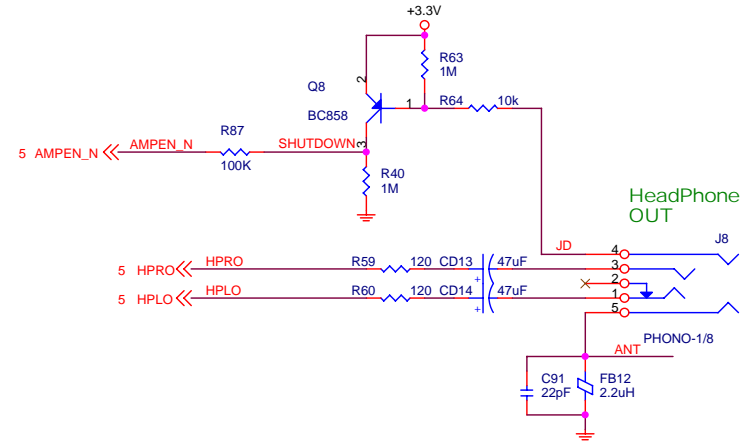 +3.3V
R63
1M
2
Q8
BC858
1
R64
10k
R87
AMPEN_N
SHUTDOWN
3
5 AMPEN_N
100K
R40
1M
HeadPhone
OUT
JD
4
J8
5 HPRO
HPRO
R59
120
CD13
47uF
3
+
2
5 HPLO
HPLO
R60
120
CD14
47uF
1
+
5
PHONO-1/8
ANT
C91
22pF
FB12
2.2uH